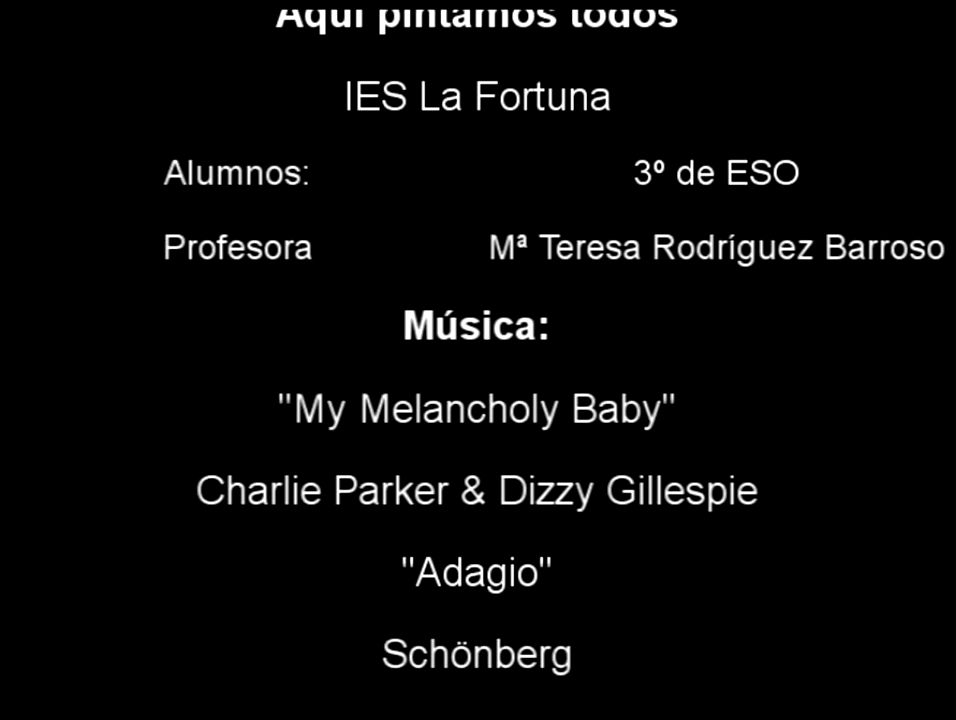 Aquí pintamos todos
IES La Fortuna
Alumnos: 3º de ESO
Profesora Mª Teresa Rodríguez Barroso
Música:
"My Melancholy Baby"
Charlie Parker & Dizzy Gillespie
"Adagio"
Schönberg